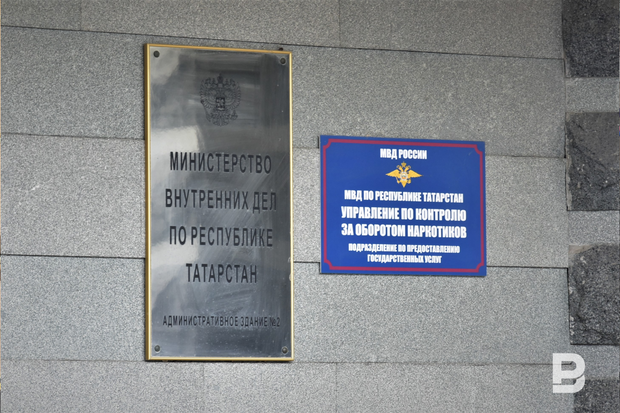 МИНИСТЕРСТВО
ВНУТРЕННИХ ДЕЛ
ПО РЕСПУБЛИКЕ
ТАТАРСТАН
АДМИНИСТРАТИВНОЕ ЗДАНИЕ №2
МВД РОССИИ
МВД ПО РЕСПУБЛИКЕ ТАТАРСТАН
УПРАВЛЕНИЕ ПО КОНТРОЛЮ
ЗА ОБОРОТОМ НАРКОТИКОВ
ПОДРАЗДЕЛЕНИЕ ПО ПРЕДОСТАВЛЕНИЮ
ГОСУДАРСТВЕННЫХ УСЛУГ
B